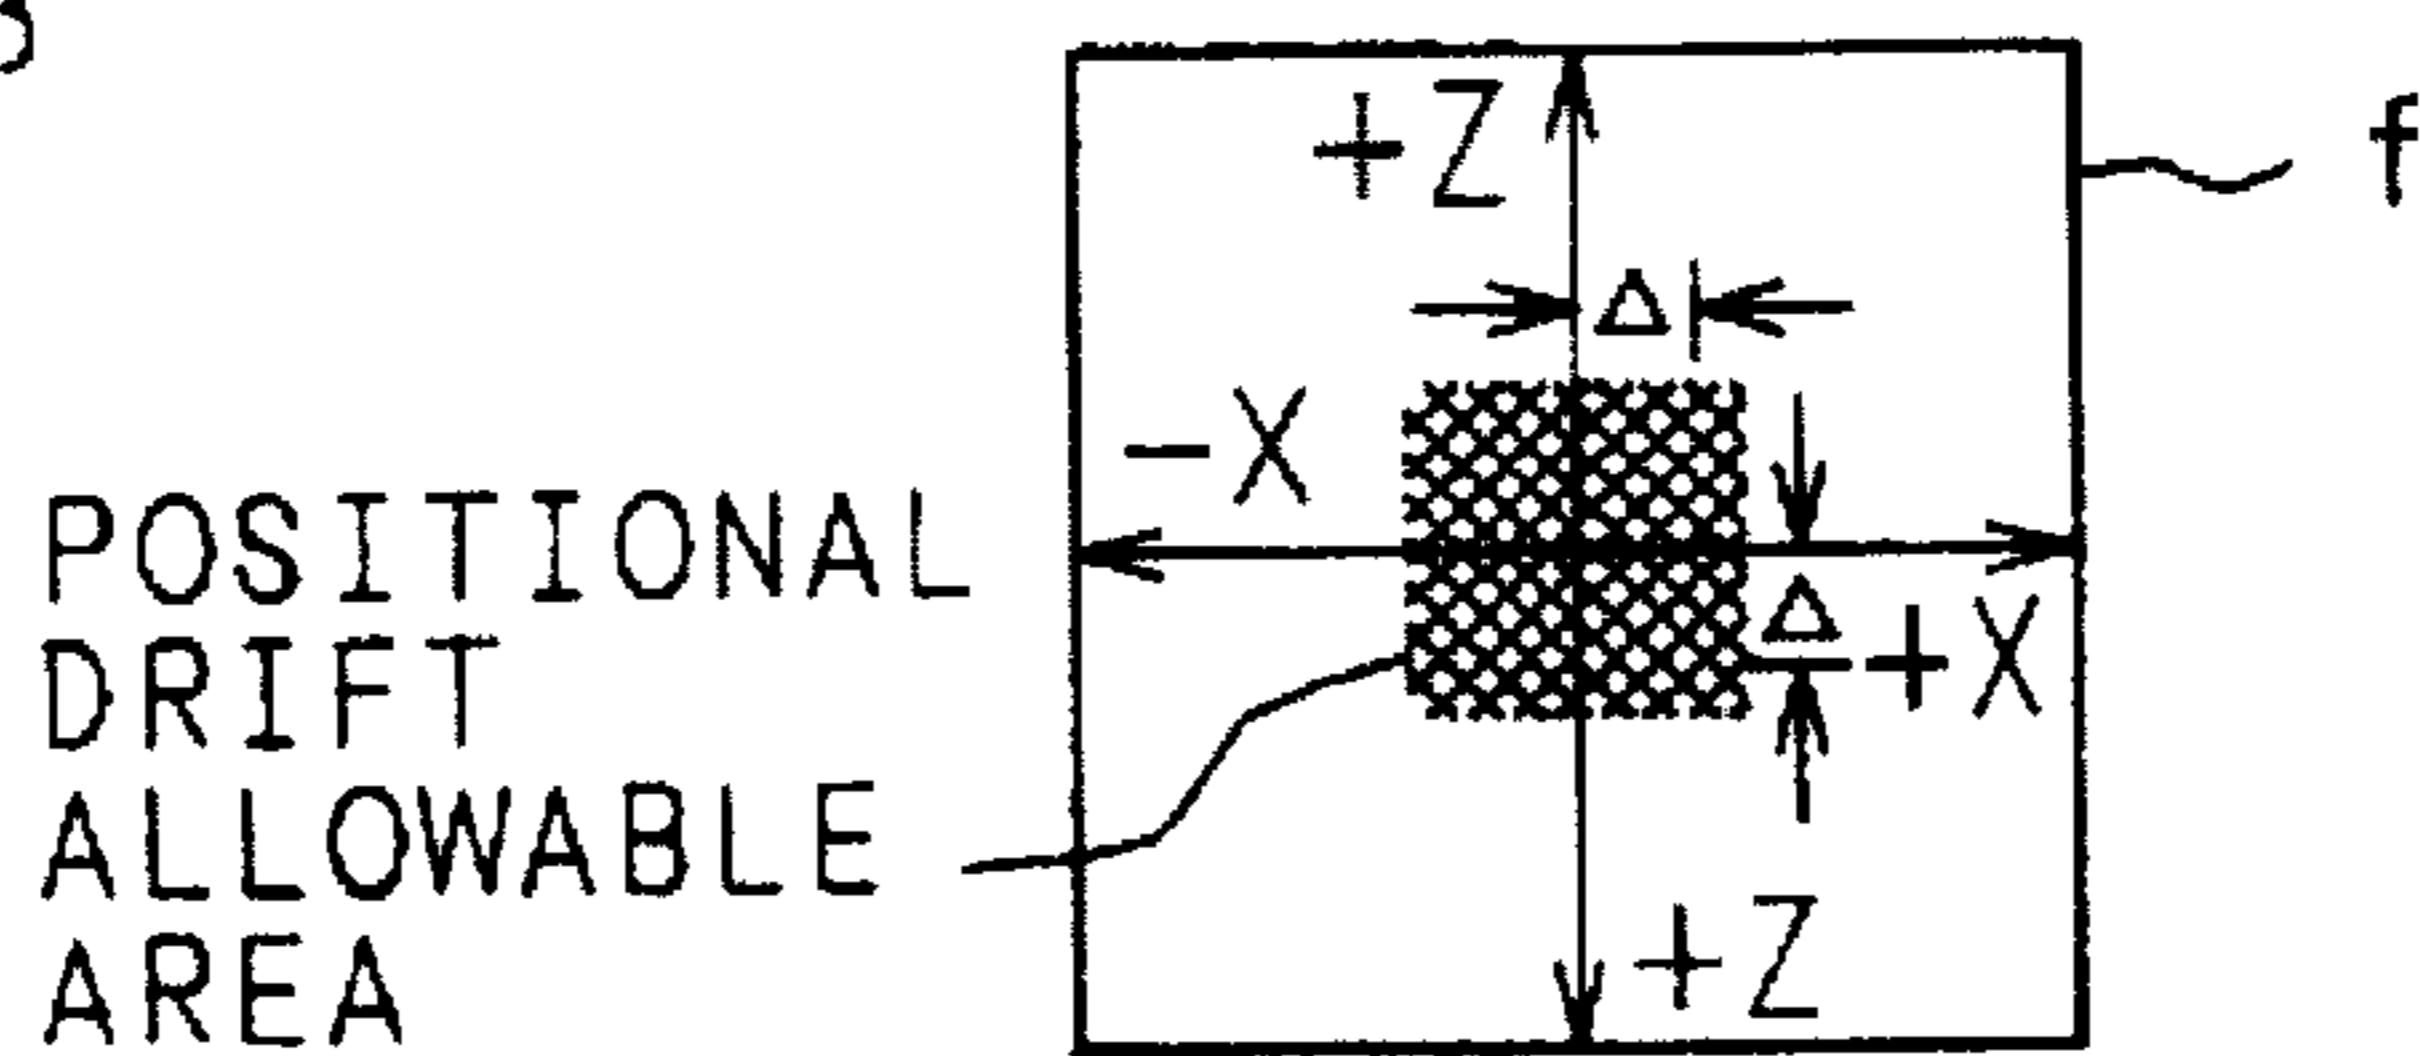 +Z
f
Δ
-X
POSITIONAL
DRIFT
ALLOWABLE
AREA
Δ
+X
+Z